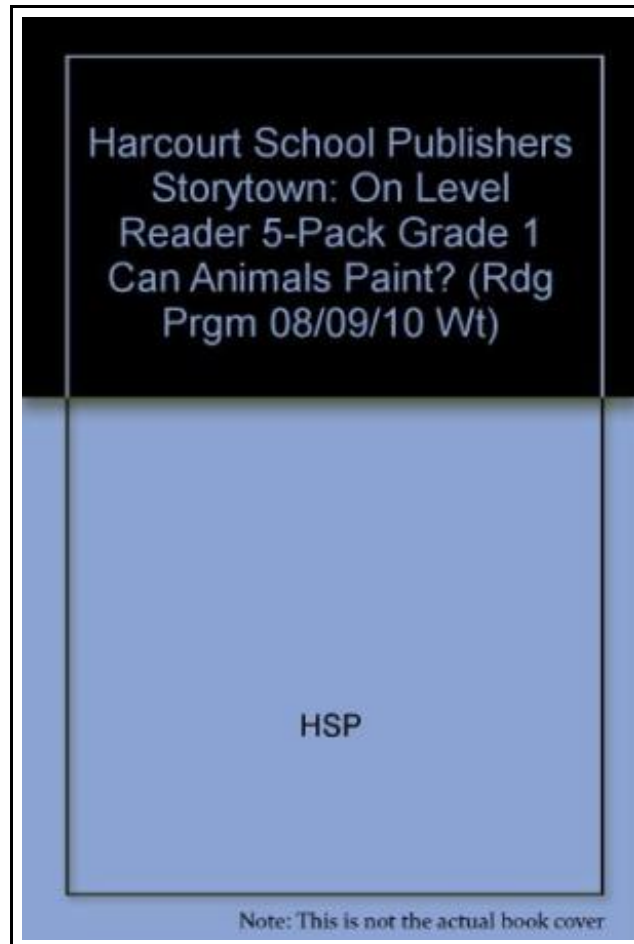 Harcourt School Publishers
Storytown: On Level
Reader 5-Pack Grade 1
Can Animals Paint? (Rdg
Prgm 08/09/10 Wt)
HSP
Note: This is not the actual book cover